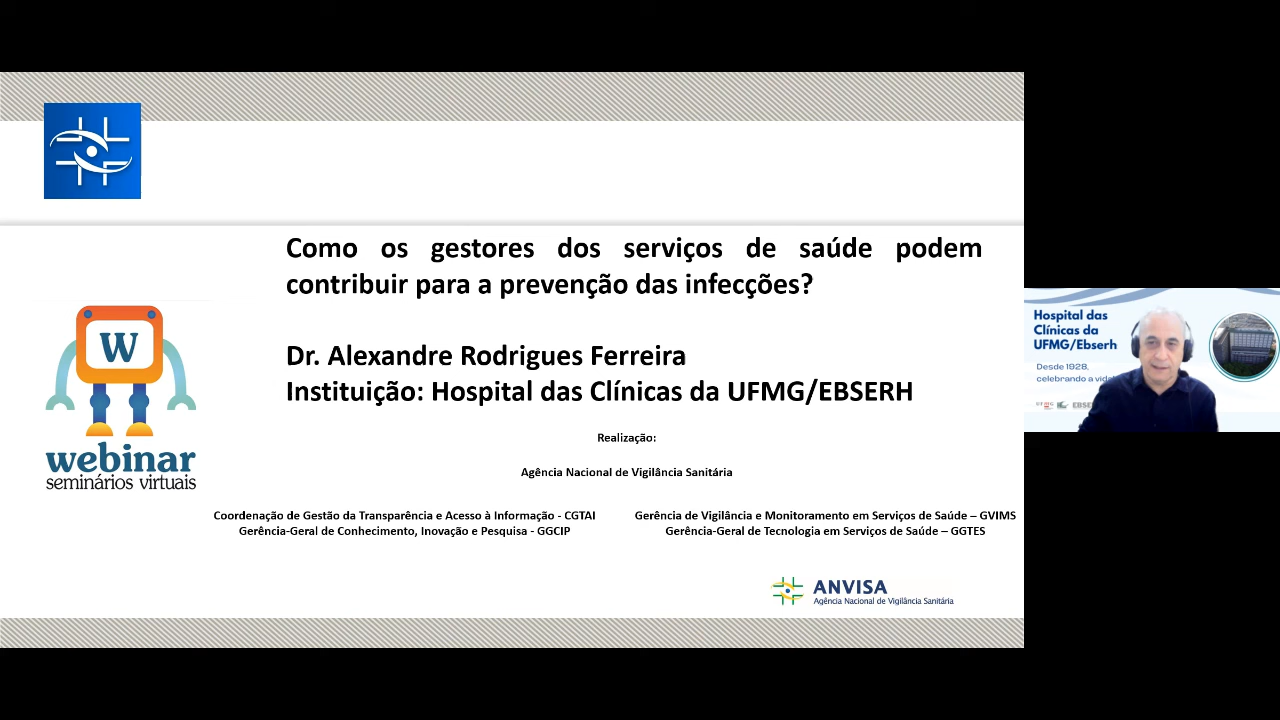 Como os gestores dos serviços de saúde podem
contribuir para a prevenção das infecções?
Dr. Alexandre Rodrigues Ferreira
Instituição: Hospital das Clínicas da UFMG/EBSERH
W
webinar
seminários virtuais
Realização:
Agência Nacional de Vigilância Sanitária
Coordenação de Gestão da Transparência e Acesso à Informação - CGTAI
Gerência-Geral de Conhecimento, Inovação e Pesquisa - GGCIP
Gerência de Vigilância e Monitoramento em Serviços de Saúde – GVIMS
Gerência-Geral de Tecnologia em Serviços de Saúde – GGTES
ANVISA
Agência Nacional de Vigilância Sanitária
Hospital das
Clínicas da
UFMG/Ebserh
Desde 1928,
celebrando a vida